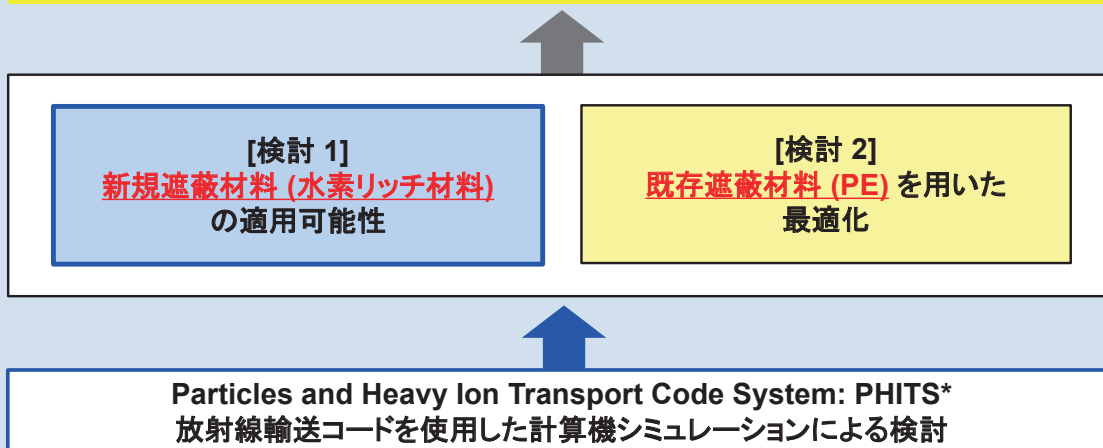 [検討 1]
新規遮蔽材料 (水素リッチ材料)
の適用可能性
[検討 2]
既存遮蔽材料 (PE) を用いた
最適化
Particles and Heavy Ion Transport Code System: PHITS*
放射線輸送コードを使用した計算機シミュレーションによる検討